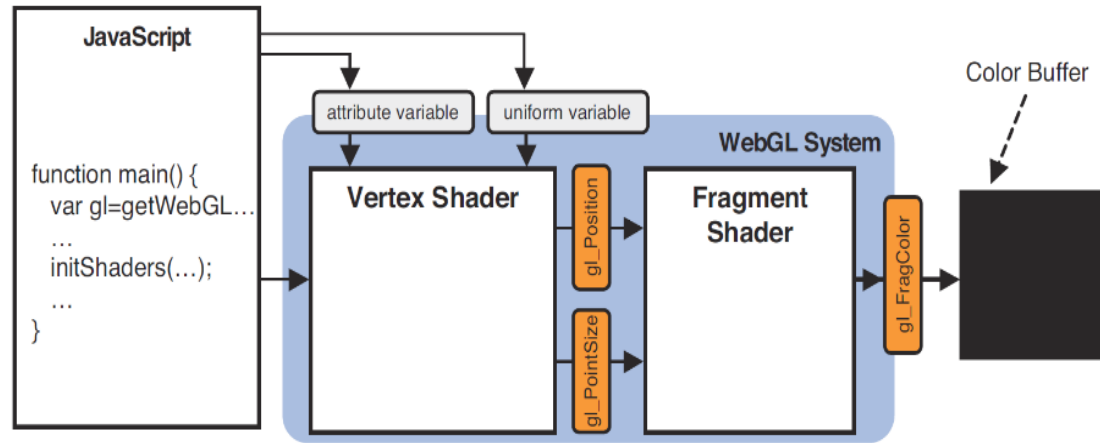 JavaScript
function main() {
var gl=getWebGL...
...
initShaders(...);
...
}
attribute variable
uniform variable
WebGL System
Vertex Shader
gl_Position
gl_PointSize
Fragment
Shader
gl_FragColor
Color Buffer